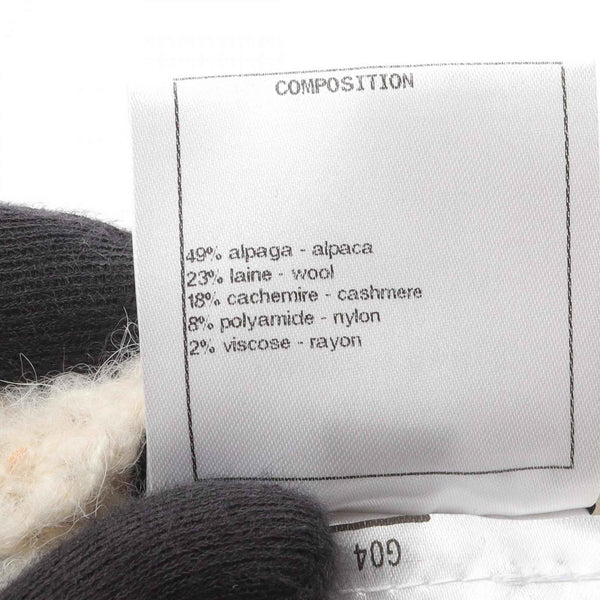 COMPOSITION
49% alpaga - alpaca
23% laine - wool
18% cachemire - cashmere
8% polyamide - nylon
2% viscose - rayon
G04